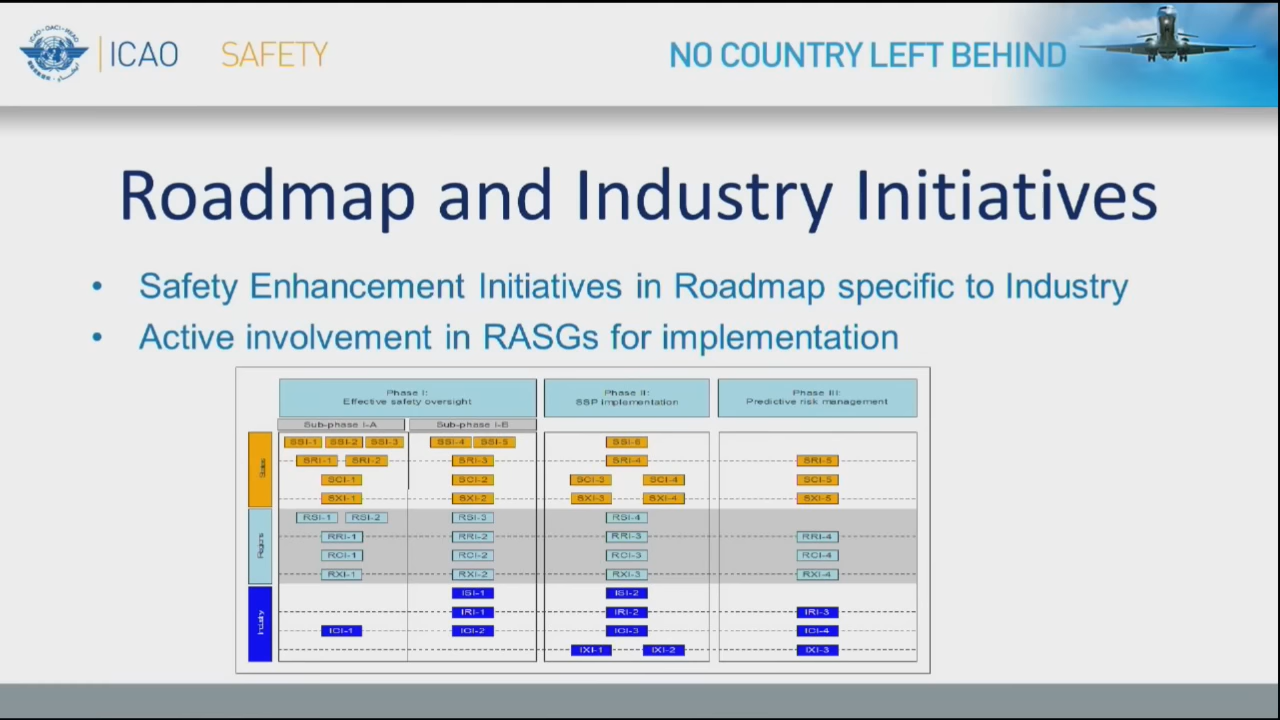 ICAO SAFETY NO COUNTRY LEFT BEHIND
Roadmap and Industry Initiatives
• Safety Enhancement Initiatives in Roadmap specific to Industry
• Active involvement in RASGs for implementation
Phase I: Phase II: Phase III:
Effective safety oversight SSP implementation Predictive risk management
Sub-phase I-A Sub-phase I-B
States
SSI-1 SSI-2 SSI-3 SSI-4 SSI-5 SSI-6
SRI-1 SRI-2 SRI-3 SRI-4 SRI-5
SCI-1 SCI-2 SCI-3 SCI-4 SCI-5
SXI-1 SXI-2 SXI-3 SXI-4 SXI-5
Regions
RSI-1 RSI-2 RSI-3 RSI-4
RRI-1 RRI-2 RRI-3 RRI-4
RCI-1 RCI-2 RCI-3 RCI-4
RXI-1 RXI-2 RXI-3 RXI-4
Industry
ISI-1 ISI-2
IRI-1 IRI-2 IRI-3
ICI-1 ICI-2 ICI-3 ICI-4
IXI-1 IXI-2 IXI-3